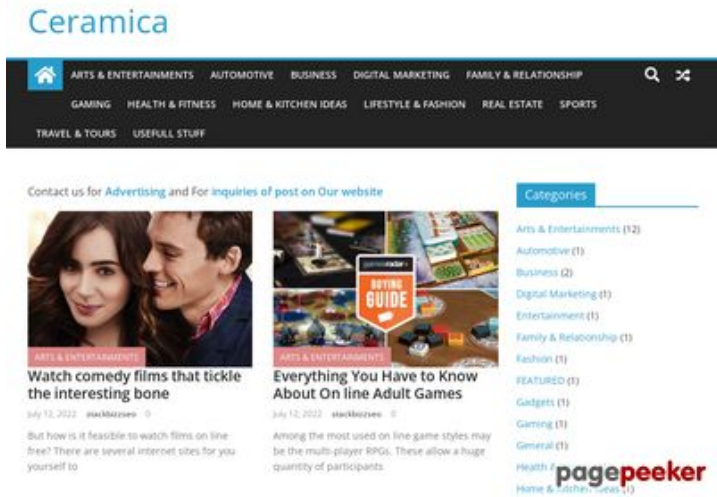 Ceramica
ARTS & ENTERTAINMENTS AUTOMOTIVE BUSINESS DIGITAL MARKETING FAMILY & RELATIONSHIP
GAMING HEALTH & FITNESS HOME & KITCHEN IDEAS LIFESTYLE & FASHION REAL ESTATE SPORTS
TRAVEL & TOURS USEFULL STUFF
Contact us for Advertising and For inquiries of post on Our website
gamesradar+
BUYING
GUIDE
ARTS & ENTERTAINMENTS
Watch comedy films that tickle
the interesting bone
July 12, 2022 stackbizzseo 0
But how is it feasible to watch films on line
free? There are several internet sites for you
yourself to
ARTS & ENTERTAINMENTS
Everything You Have to Know
About On line Adult Games
July 12, 2022 stackbizzseo 0
Among the most used on line game styles may
be the multi-player RPGs. These allow a huge
quantity of participants
Categories
Arts & Entertainments (12)
Automotive (1)
Business (2)
Digital Marketing (1)
Entertainment (1)
Family & Relationship (1)
Fashion (1)
FEATURED (1)
Gadgets (1)
Gaming (1)
General (1)
Health
Home & Kitchen Ideas (1)
pagepeeker